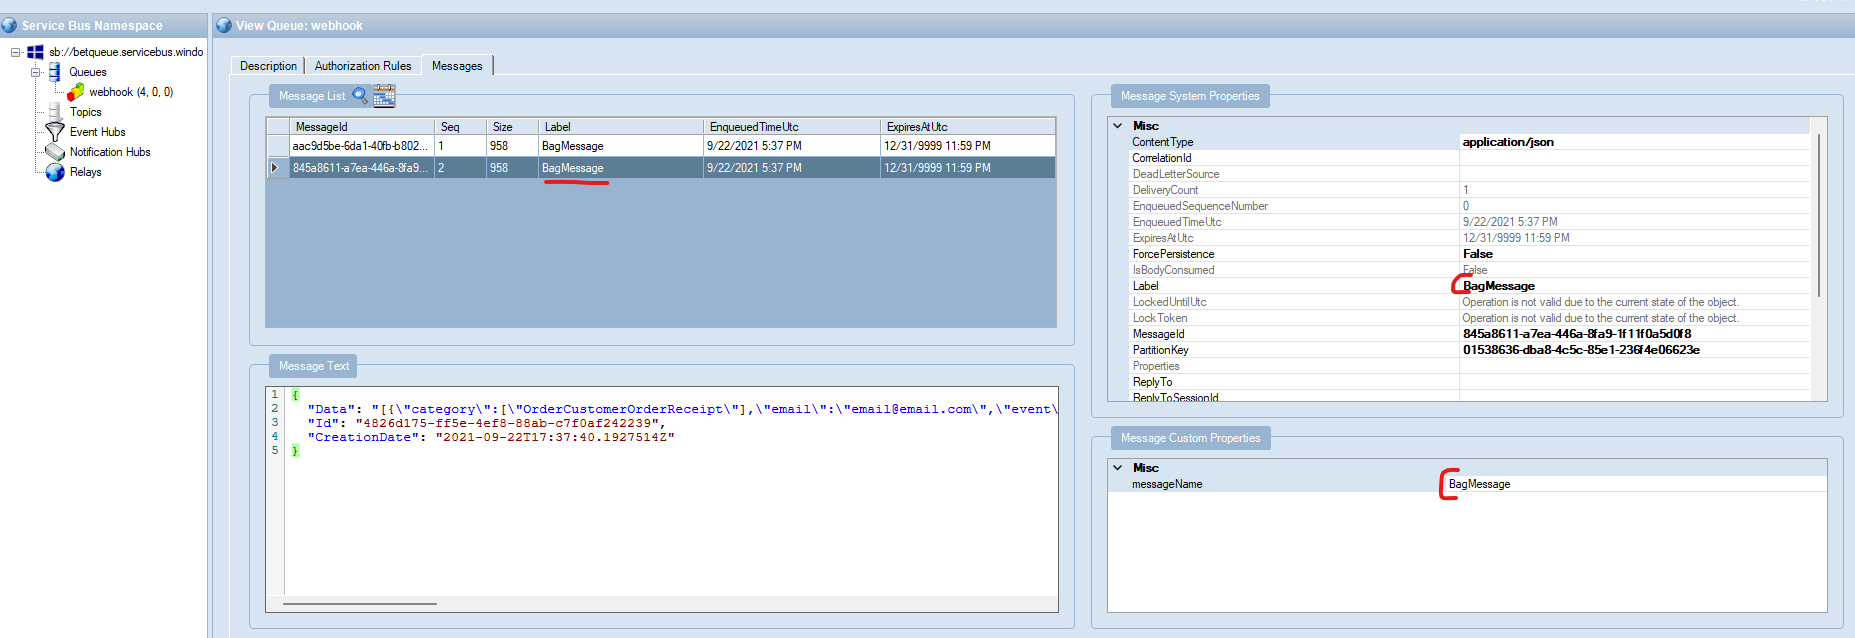 Service Bus Namespace
sb://betqueue.servicebus.windo
Queues
webhook (4, 0, 0)
Topics
Event Hubs
Notification Hubs
Relays
View Queue: webhook
Description Authorization Rules Messages
Message List
MessageId Seq Size Label EnqueuedTimeUtc ExpiresAtUtc
aac9d5be-6da1-40fb-b802... 1 958 BagMessage 9/22/2021 5:37 PM 12/31/9999 11:59 PM
845a8611-a7ea-446a-8fa9... 2 958 BagMessage 9/22/2021 5:37 PM 12/31/9999 11:59 PM
Message Text
1 {
2 "Data": "[{\"category\":[\"OrderCustomerOrderReceipt\"],\"email\":\"email@email.com\",\"event\
3 "Id": "4826d175-ff5e-4ef8-88ab-c7f0af242239",
4 "CreationDate": "2021-09-22T17:37:40.1927514Z"
5 }
Message System Properties
Misc
ContentType application/json
CorrelationId
DeadLetterSource
DeliveryCount 1
EnqueuedSequenceNumber 0
EnqueuedTimeUtc 9/22/2021 5:37 PM
ExpiresAtUtc 12/31/9999 11:59 PM
ForcePersistence False
IsBodyConsumed False
Label BagMessage
LockedUntilUtc Operation is not valid due to the current state of the object.
LockToken Operation is not valid due to the current state of the object.
MessageId 845a8611-a7ea-446a-8fa9-1f11f0a5d0f8
PartitionKey 01538636-dba8-4c5c-85e1-236f4e06623e
Properties
ReplyTo
ReplyToSessionId
Message Custom Properties
Misc
messageName BagMessage